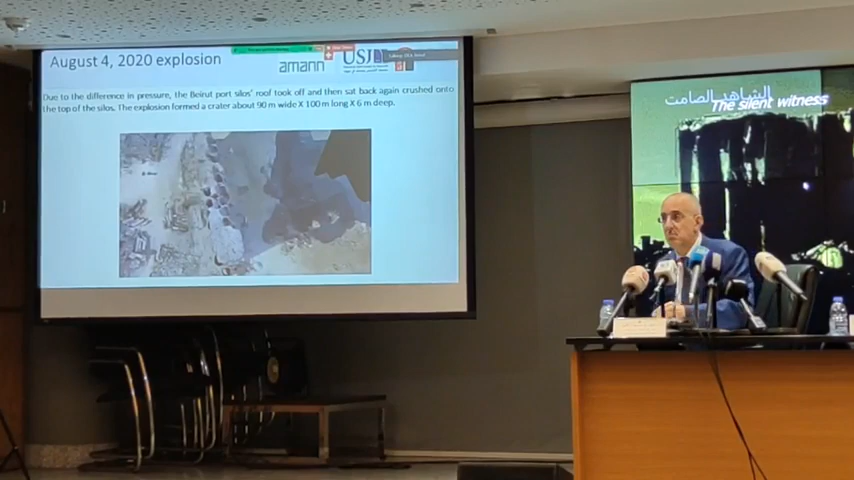 August 4, 2020 explosion
amann
USJ
Due to the difference in pressure, the Beirut port silos' roof took off and then sat back again crushed onto
the top of the silos. The explosion formed a crater about 90 m wide X 100 m long X 6 m deep.
الشاهد الصامت
The silent witness